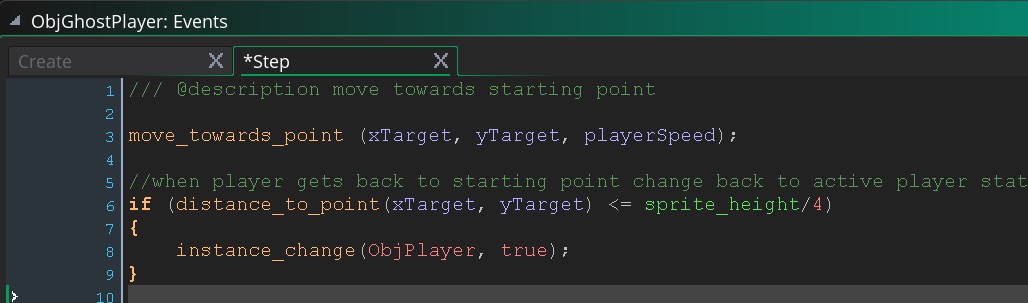 ObjGhostPlayer: Events
Create X *Step X
1 /// @description move towards starting point
2
3 move_towards_point (xTarget, yTarget, playerSpeed);
4
5 //when player gets back to starting point change back to active player stat
6 if (distance_to_point(xTarget, yTarget) <= sprite_height/4)
7 {
8 instance_change(ObjPlayer, true);
9 }
10